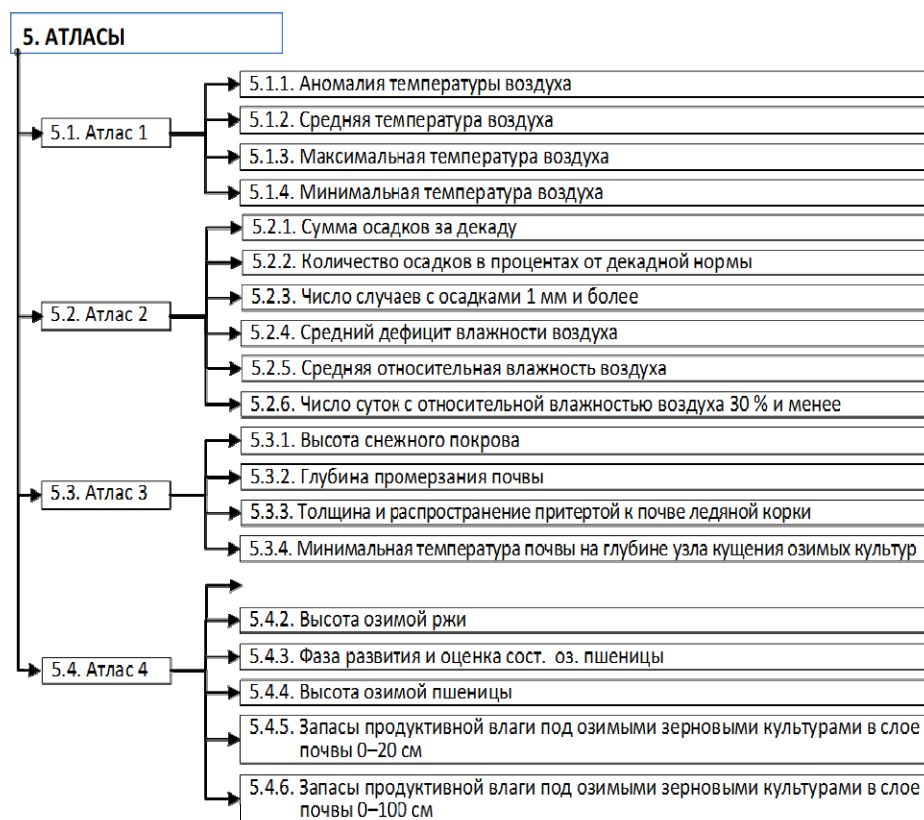 5. АТЛАСЫ
5.1. Атлас 1
5.1.1. Аномалия температуры воздуха
5.1.2. Средняя температура воздуха
5.1.3. Максимальная температура воздуха
5.1.4. Минимальная температура воздуха
5.2. Атлас 2
5.2.1. Сумма осадков за декаду
5.2.2. Количество осадков в процентах от декадной нормы
5.2.3. Число случаев с осадками 1 мм и более
5.2.4. Средний дефицит влажности воздуха
5.2.5. Средняя относительная влажность воздуха
5.2.6. Число суток с относительной влажностью воздуха 30 % и менее
5.3. Атлас 3
5.3.1. Высота снежного покрова
5.3.2. Глубина промерзания почвы
5.3.3. Толщина и распространение притертой к почве ледяной корки
5.3.4. Минимальная температура почвы на глубине узла кущения озимых культур
5.4. Атлас 4
5.4.2. Высота озимой ржи
5.4.3. Фаза развития и оценка сост. оз. пшеницы
5.4.4. Высота озимой пшеницы
5.4.5. Запасы продуктивной влаги под озимыми зерновыми культурами в слое
почвы 0–20 см
5.4.6. Запасы продуктивной влаги под озимыми зерновыми культурами в слое
почвы 0–100 см